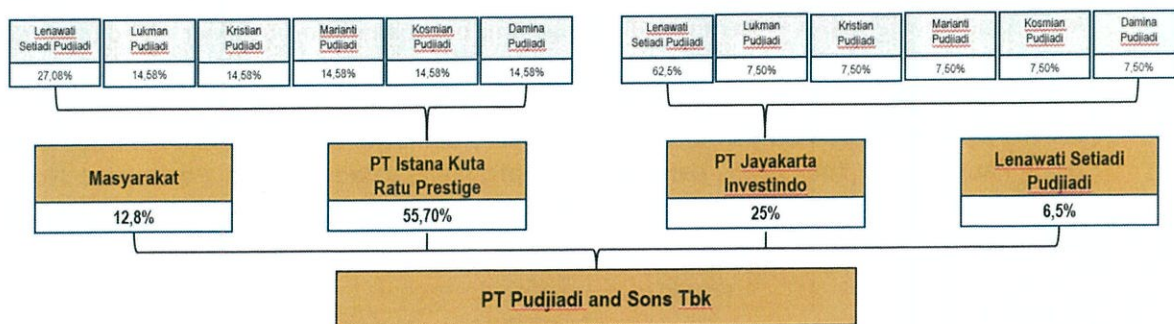 Lenawati
Setiadi Pudjiadi
Lukman
Pudjiadi
Kristian
Pudjiadi
Marianti
Pudjiadi
Kosmian
Pudjiadi
Damina
Pudjiadi
27,08%
14,58%
14,58%
14,58%
14,58%
14,58%
Lenawati
Setiadi Pudjiadi
Lukman
Pudjiadi
Kristian
Pudjiadi
Marianti
Pudjiadi
Kosmian
Pudjiadi
Damina
Pudjiadi
62,5%
7,50%
7,50%
7,50%
7,50%
7,50%
Masyarakat
12,8%
PT Istana Kuta
Ratu Prestige
55,70%
PT Jayakarta
Investindo
25%
Lenawati Setiadi
Pudjiadi
6,5%
PT Pudjiadi and Sons Tbk